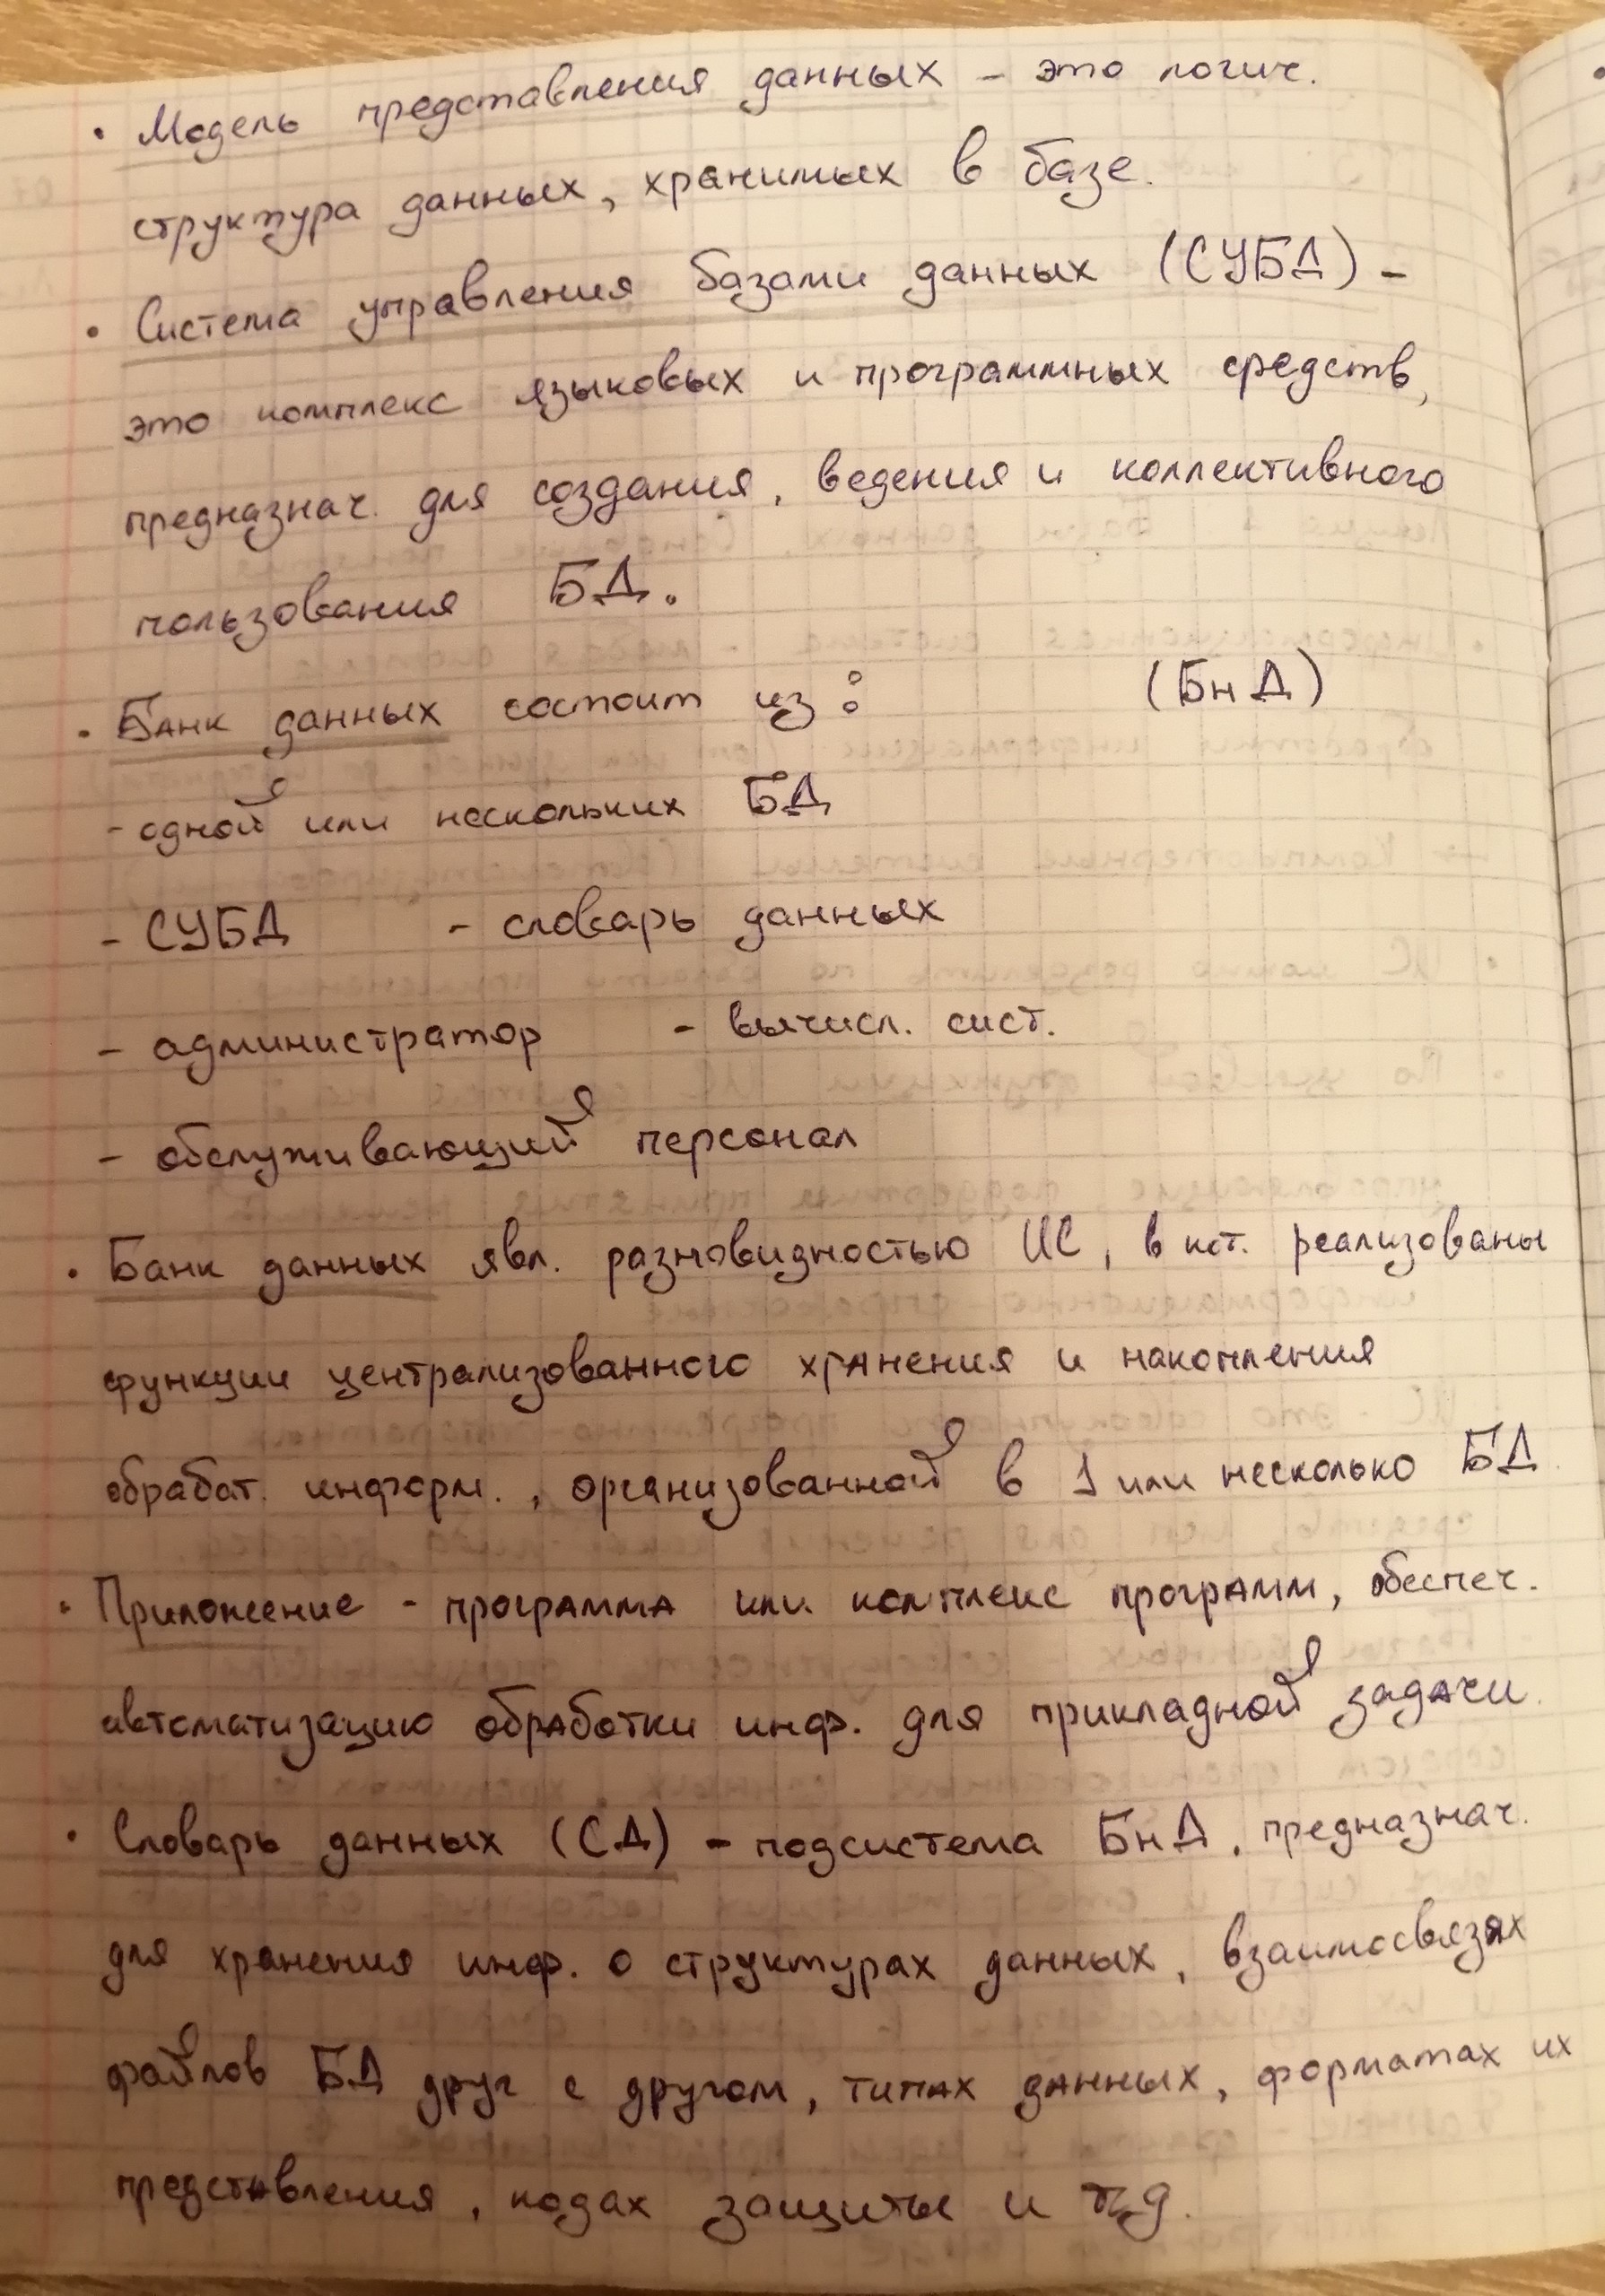 • Модель представления данных - это логич.
структура данных, хранимых в базе.
• Система управления базами данных (СУБД) -
это комплекс языковых и программных средств,
предназнач. для создания, ведения и коллективного
пользования БД.
• Банк данных состоит из: (БнД)
- одной или нескольких БД
- СУБД - словарь данных
- администратор - вычисл. сист.
- обслуживающий персонал
• Банк данных явл. разновидностью ИС, в кот. реализованы
функции централизованного хранения и накопления
обработ. информ., организованной в 1 или несколько БД
• Приложение - программа или комплекс программ, обеспеч.
автоматизацию обработки инф. для прикладной задачи.
• Словарь данных (СД) - подсистема БнД, предназнач.
для хранения инф. о структурах данных, взаимосвязях
файлов БД друг с другом, типах данных, форматах их
представления, кодах защиты и т.д.